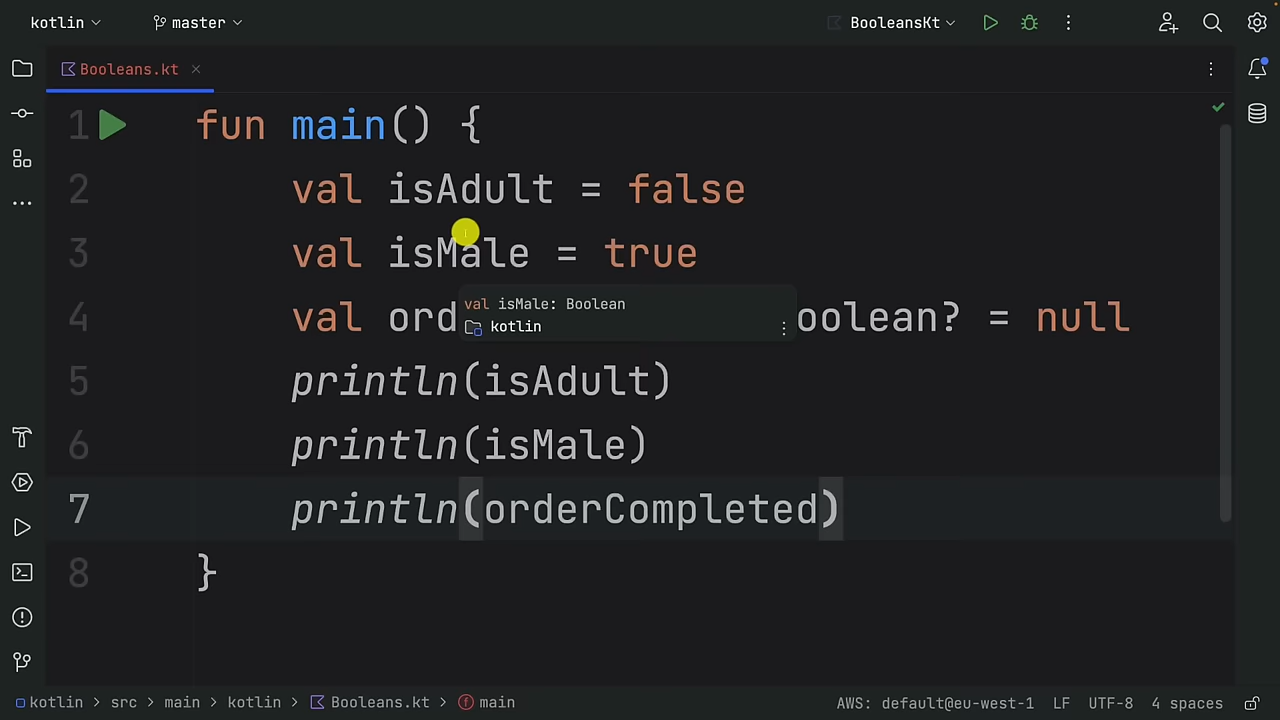 kotlin master BooleansKt
Booleans.kt
1 fun main() {
2 val isAdult = false
3 val isMale = true
val isMale: Boolean
kotlin
4 val ord oolean? = null
5 println(isAdult)
6 println(isMale)
7 println(orderCompleted)
8 }
kotlin > src > main > kotlin > Booleans.kt > main AWS: default@eu-west-1 LF UTF-8 4 spaces